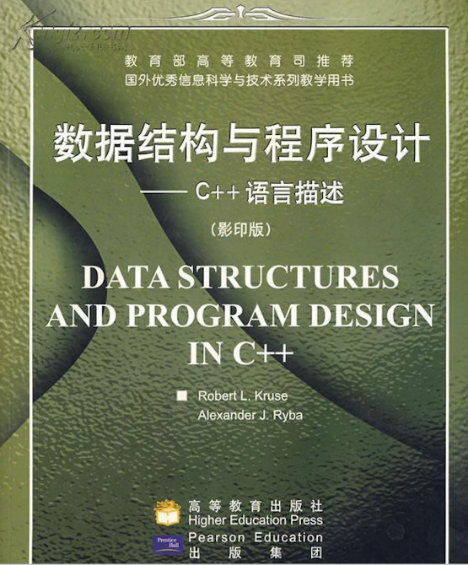 教育部高等教育司推荐
国外优秀信息科学与技术系列教学用书
数据结构与程序设计
—— C++ 语言描述
（影印版）
DATA STRUCTURES
AND PROGRAM DESIGN
IN C++
Robert L. Kruse
Alexander J. Ryba
高等教育出版社
Higher Education Press
Prentice
Hall
Pearson Education
出版集团